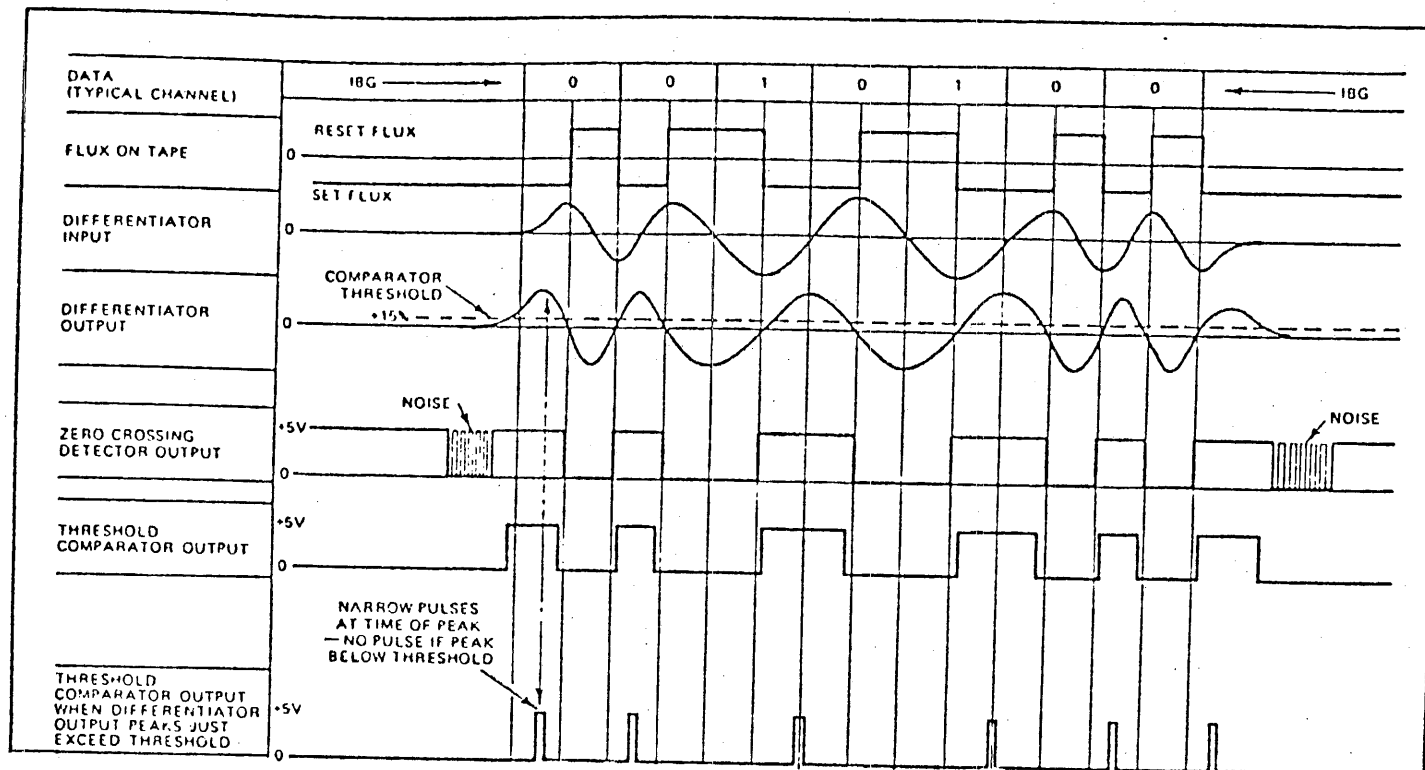 DATA
(TYPICAL CHANNEL)
IBG
0 0 1 0 1 0 0
IBG
FLUX ON TAPE
RESET FLUX
0
SET FLUX
DIFFERENTIATOR
INPUT
0
COMPARATOR
THRESHOLD
+15%
DIFFERENTIATOR
OUTPUT
0
NOISE
NOISE
ZERO CROSSING
DETECTOR OUTPUT
+5V
0
THRESHOLD
COMPARATOR OUTPUT
+5V
0
NARROW PULSES
AT TIME OF PEAK
— NO PULSE IF PEAK
BELOW THRESHOLD
THRESHOLD
COMPARATOR OUTPUT
WHEN DIFFERENTIATOR
OUTPUT PEAKS JUST
EXCEED THRESHOLD
+5V
0